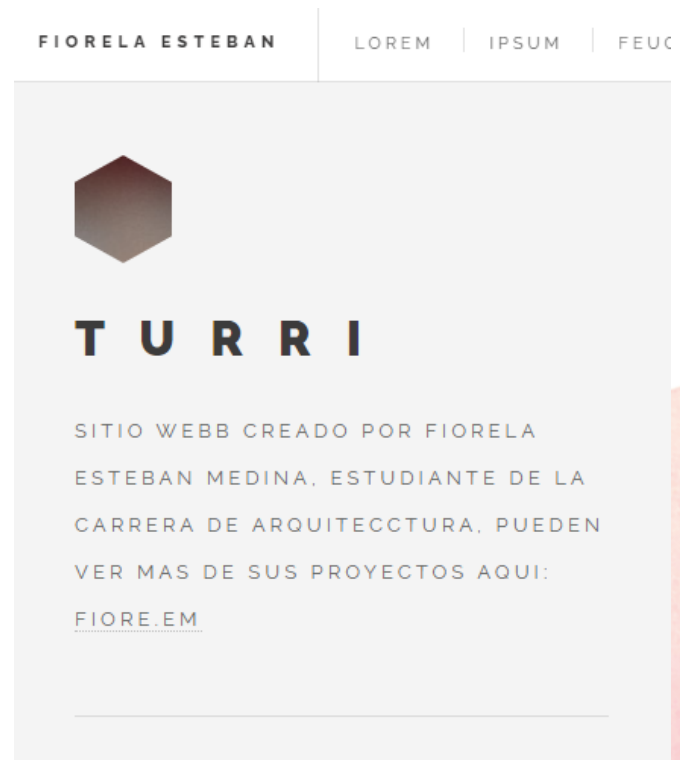 FIORELA ESTEBAN
LOREM
IPSUM
TURRI
SITIO WEBB CREADO POR FIORELA
ESTEBAN MEDINA, ESTUDIANTE DE LA
CARRERA DE ARQUITECCTURA, PUEDEN
VER MAS DE SUS PROYECTOS AQUI:
FIORE.EM